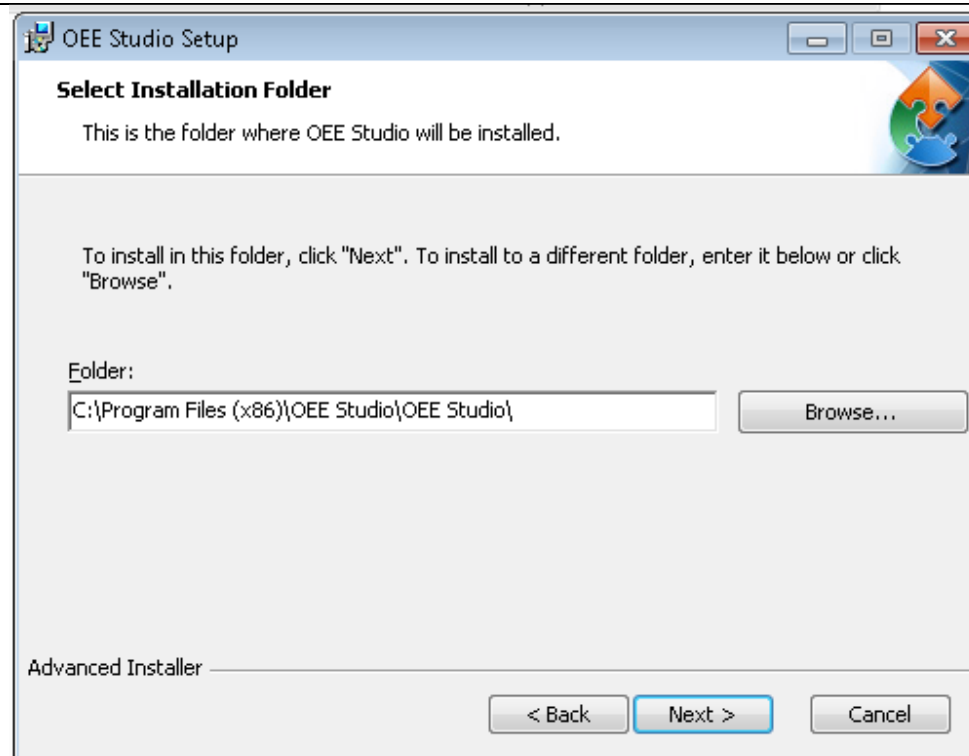 OEE Studio Setup
Select Installation Folder
This is the folder where OEE Studio will be installed.
To install in this folder, click "Next". To install to a different folder, enter it below or click
"Browse".
Folder:
C:\Program Files (x86)\OEE Studio\OEE Studio\
Browse...
Advanced Installer
< Back
Next >
Cancel